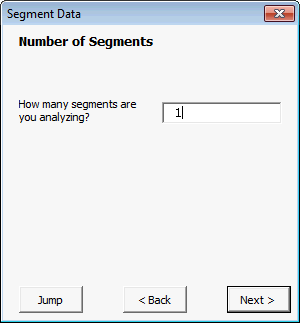 Segment Data
Number of Segments
How many segments are
you analyzing?
1
Jump
< Back
Next >